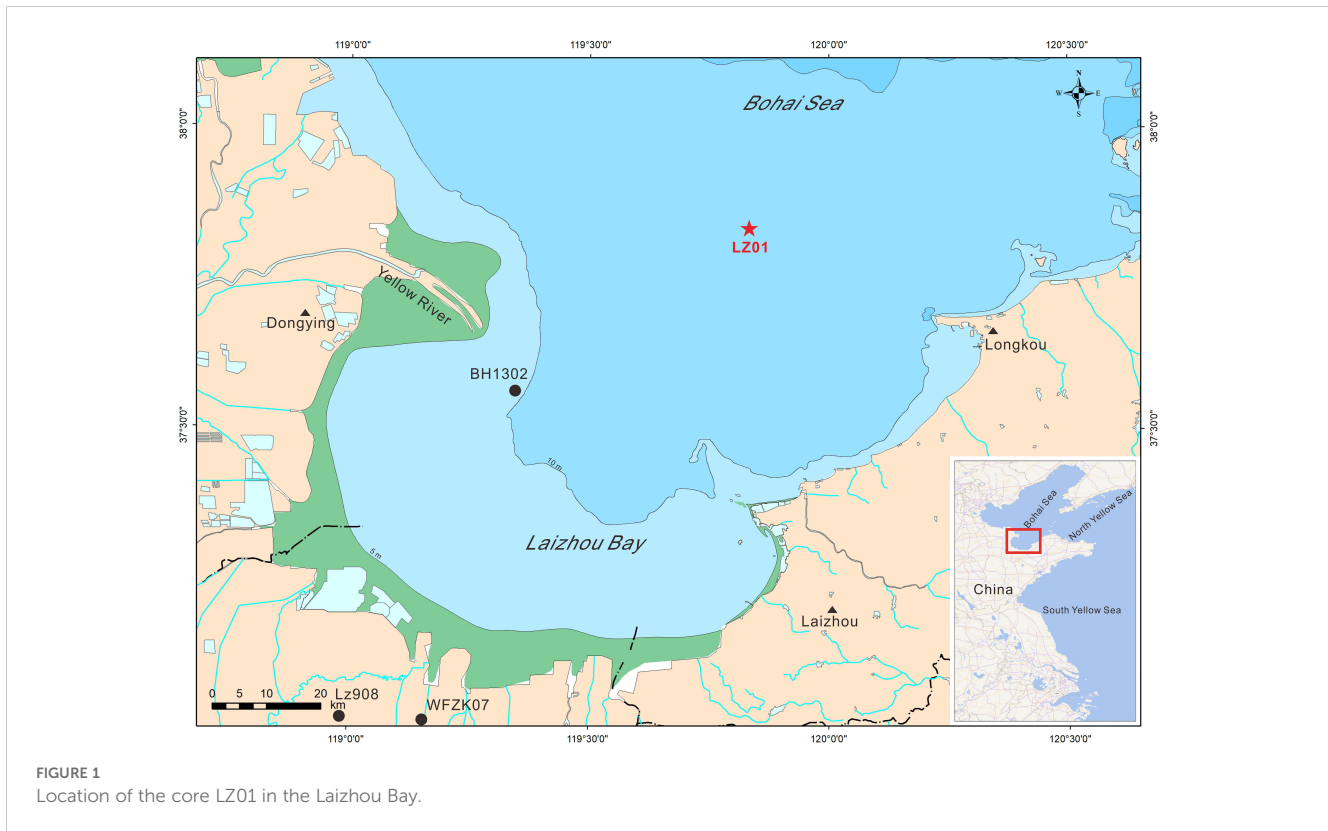 119°0'0"
119°30'0"
120°0'0"
120°30'0"
Bohai Sea
N
W
E
S
38°0'0"
38°0'0"
LZ01
Yellow River
Dongying
Longkou
BH1302
37°30'0"
37°30'0"
10 m
Laizhou Bay
5 m
Laizhou
Bohai Sea
North Yellow Sea
China
South Yellow Sea
0 5 10 20
km
Lz908
WFZK07
119°0'0"
119°30'0"
120°0'0"
120°30'0"
FIGURE 1
Location of the core LZ01 in the Laizhou Bay.